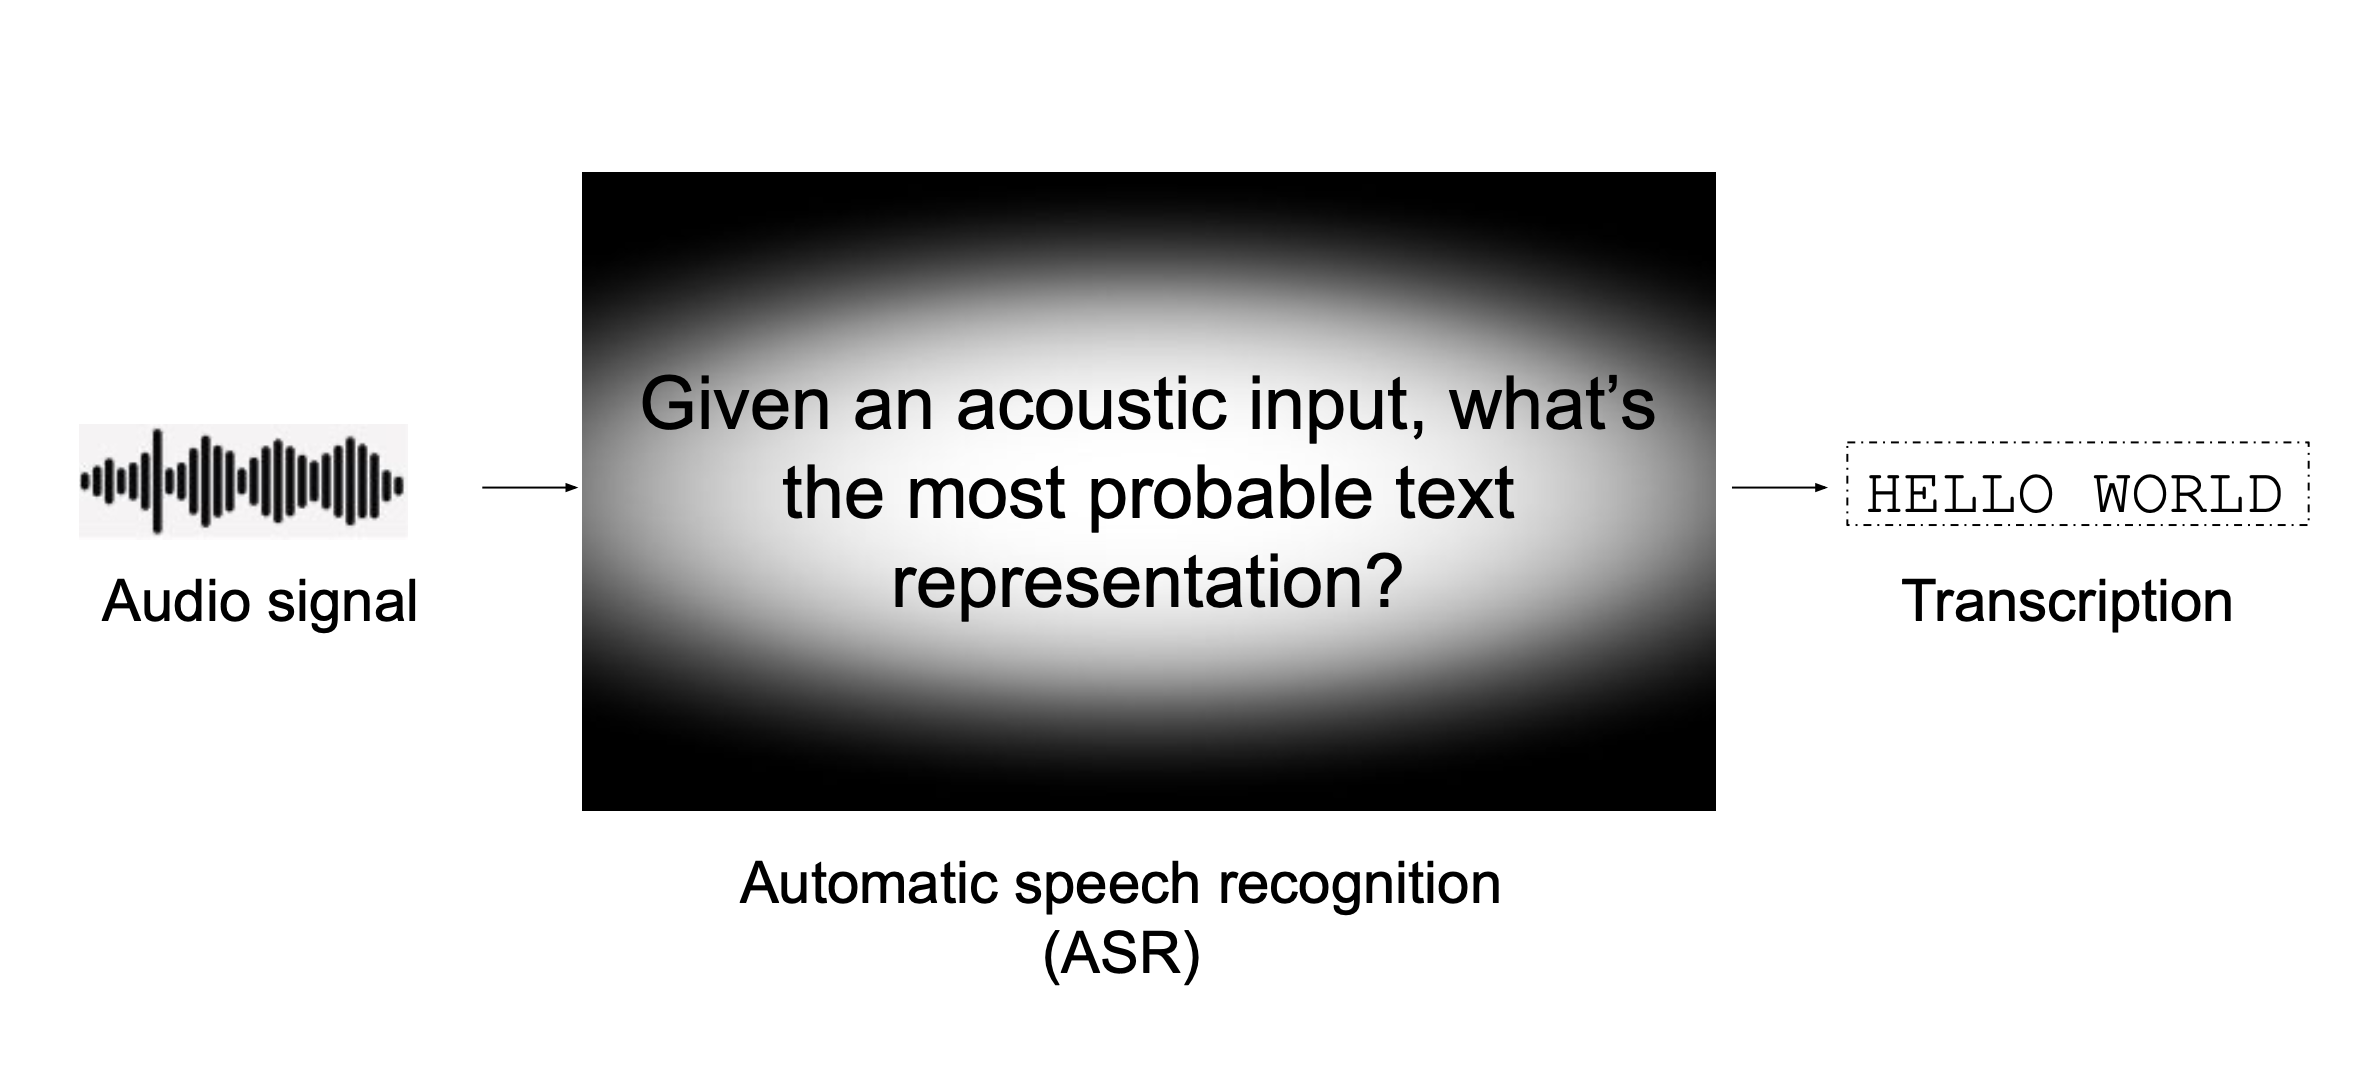 Given an acoustic input, what’s
the most probable text
representation?
HELLO WORLD
Audio signal
Transcription
Automatic speech recognition
(ASR)